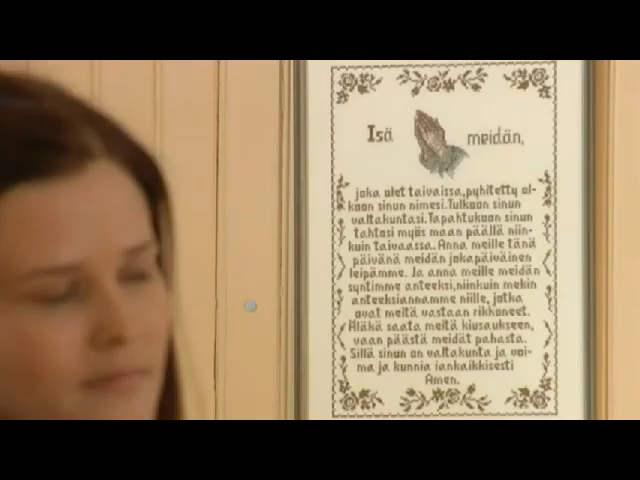 Isä meidän,
joka olet taivaissa, pyhitetty ol-
koon sinun nimesi. Tulkoon sinun
valtakuntasi. Tapahtukoon sinun
tahtosi myös maan päällä niin-
kuin taivaassa. Anna meille tänä
päivänä meidän jokapäiväinen
leipämme. Ja anna meille meidän
syntimme anteeksi, niinkuin mekin
anteeksiannamme niille, jotka
ovat meitä vastaan rikkoneet.
Äläkä saata meitä kiusaukseen,
vaan päästä meidät pahasta.
Sillä sinun on valtakunta ja voi-
ma ja kunnia iankaikkisesti
Amen.